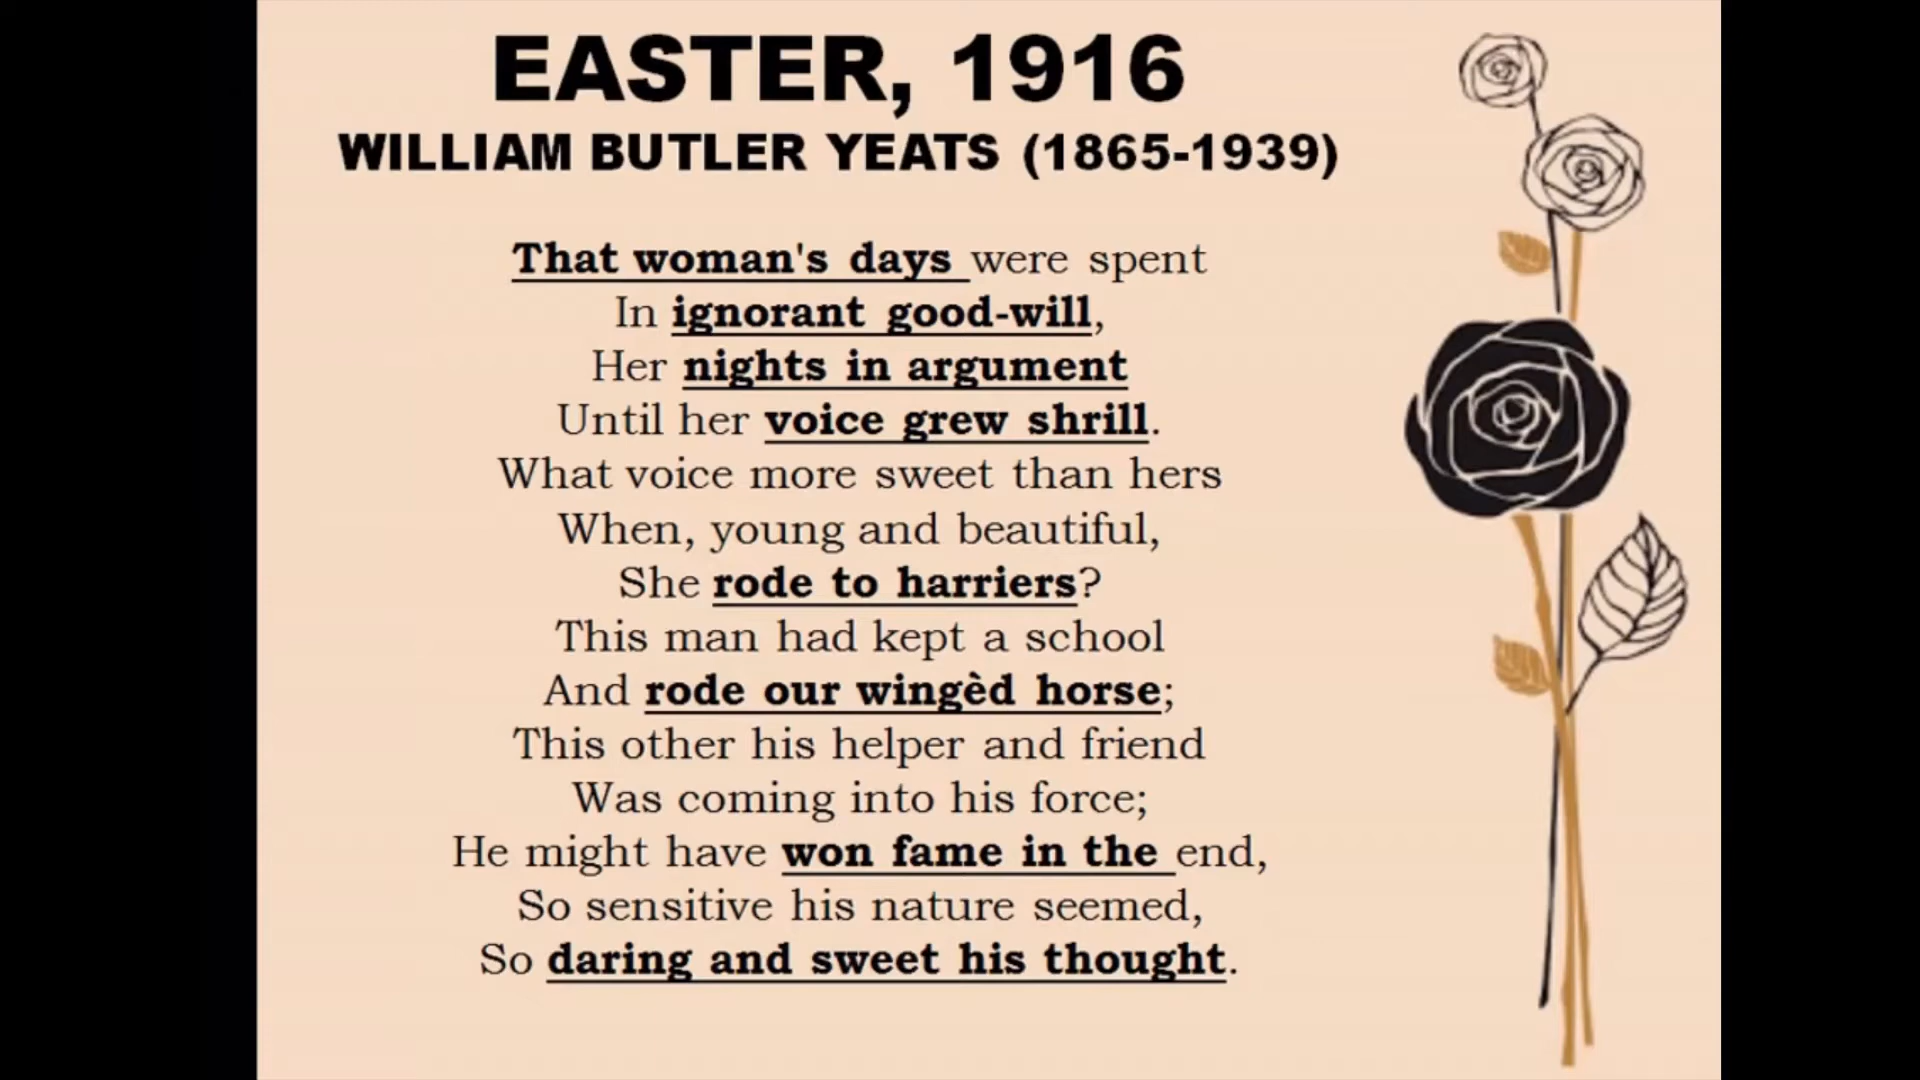 EASTER, 1916
WILLIAM BUTLER YEATS (1865-1939)
That woman's days were spent
In ignorant good-will,
Her nights in argument
Until her voice grew shrill.
What voice more sweet than hers
When, young and beautiful,
She rode to harriers?
This man had kept a school
And rode our wingèd horse;
This other his helper and friend
Was coming into his force;
He might have won fame in the end,
So sensitive his nature seemed,
So daring and sweet his thought.